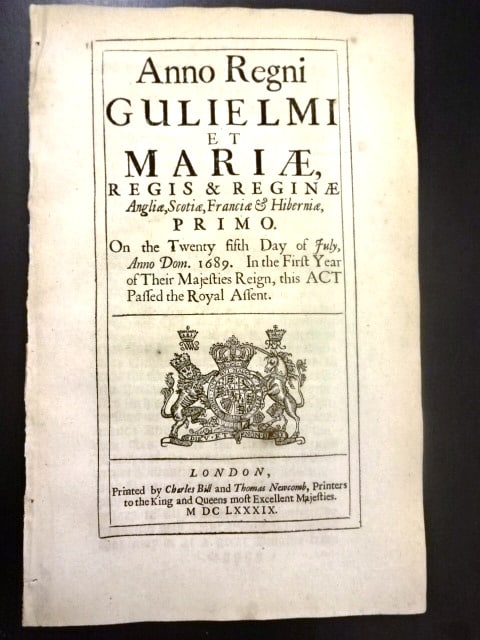 Anno Regni
GULIELMI
ET
MARIÆ,
REGIS & REGINÆ
Angliæ, Scotiæ, Franciæ & Hiberniæ,
PRIMO.
On the Twenty fifth Day of July,
Anno Dom. 1689. In the Firſt Year
of Their Majeſties Reign, this ACT
Paſſed the Royal Aſſent.
LONDON,
Printed by Charles Bill and Thomas Newcomb, Printers
to the King and Queens moſt Excellent Majeſties.
M DC LXXXIX.